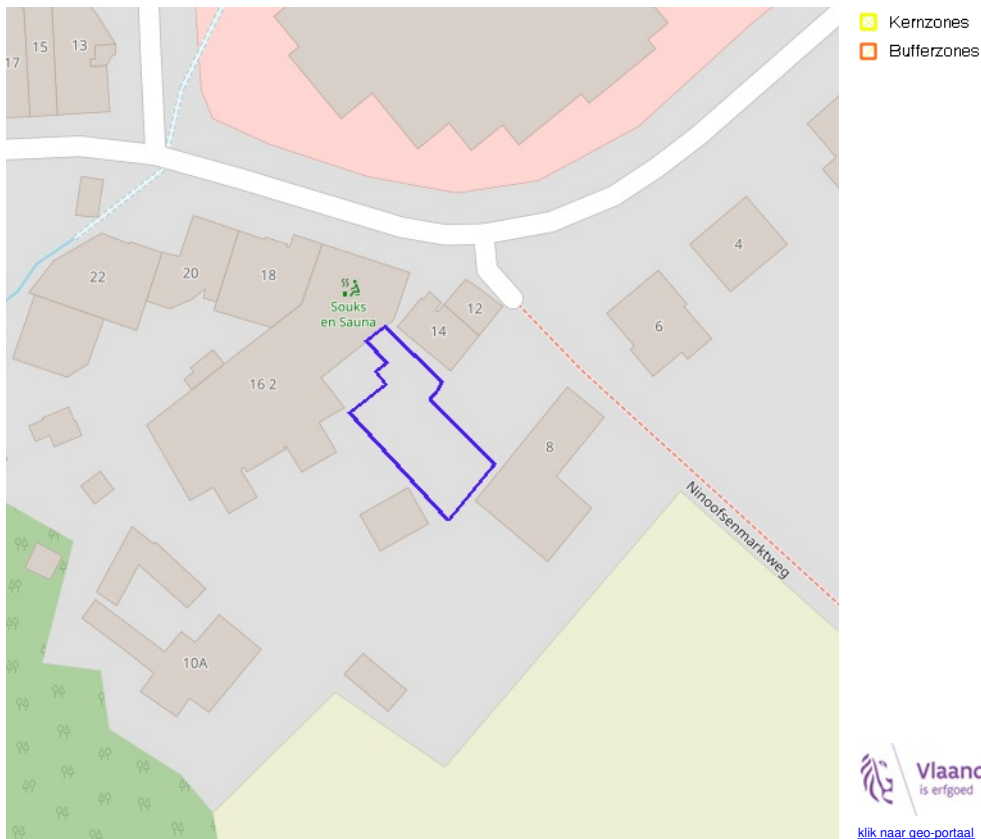 17
15
13
22
20
18
Souks
en Sauna
14
12
4
6
16 2
8
Ninoofsenmarktweg
10A
Kernzones
Bufferzones
Vlaand
is erfgoed
klik naar geo-portaal